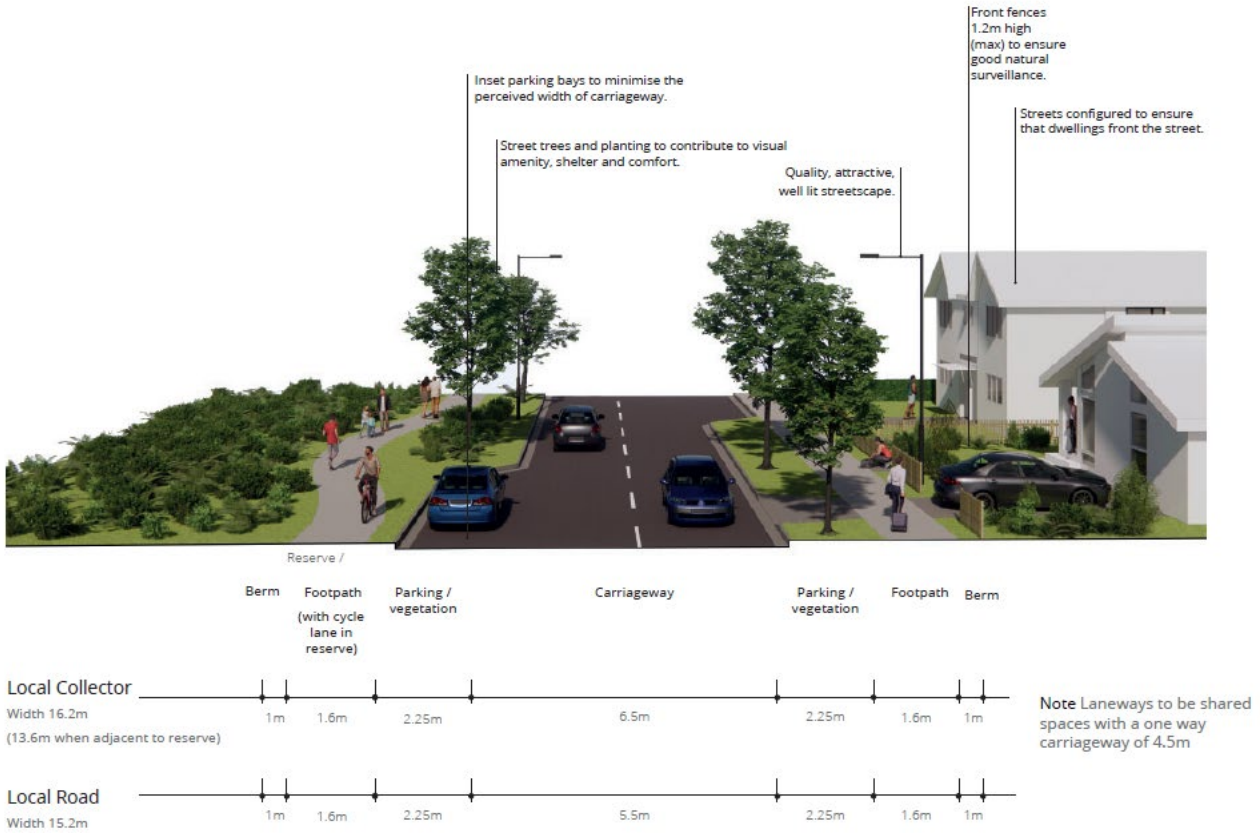 Front fences
1.2m high
(max) to ensure
good natural
surveillance.
Inset parking bays to minimise the
perceived width of carriageway.
Streets configured to ensure
that dwellings front the street.
Street trees and planting to contribute to visual
amenity, shelter and comfort.
Quality, attractive,
well lit streetscape.
Reserve /
Berm
Footpath
(with cycle
lane in
reserve)
Parking /
vegetation
Carriageway
Parking /
vegetation
Footpath
Berm
Local Collector
Width 16.2m
(13.6m when adjacent to reserve)
1m
1.6m
2.25m
6.5m
2.25m
1.6m
1m
Note Laneways to be shared
spaces with a one way
carriageway of 4.5m
Local Road
Width 15.2m
1m
1.6m
2.25m
5.5m
2.25m
1.6m
1m